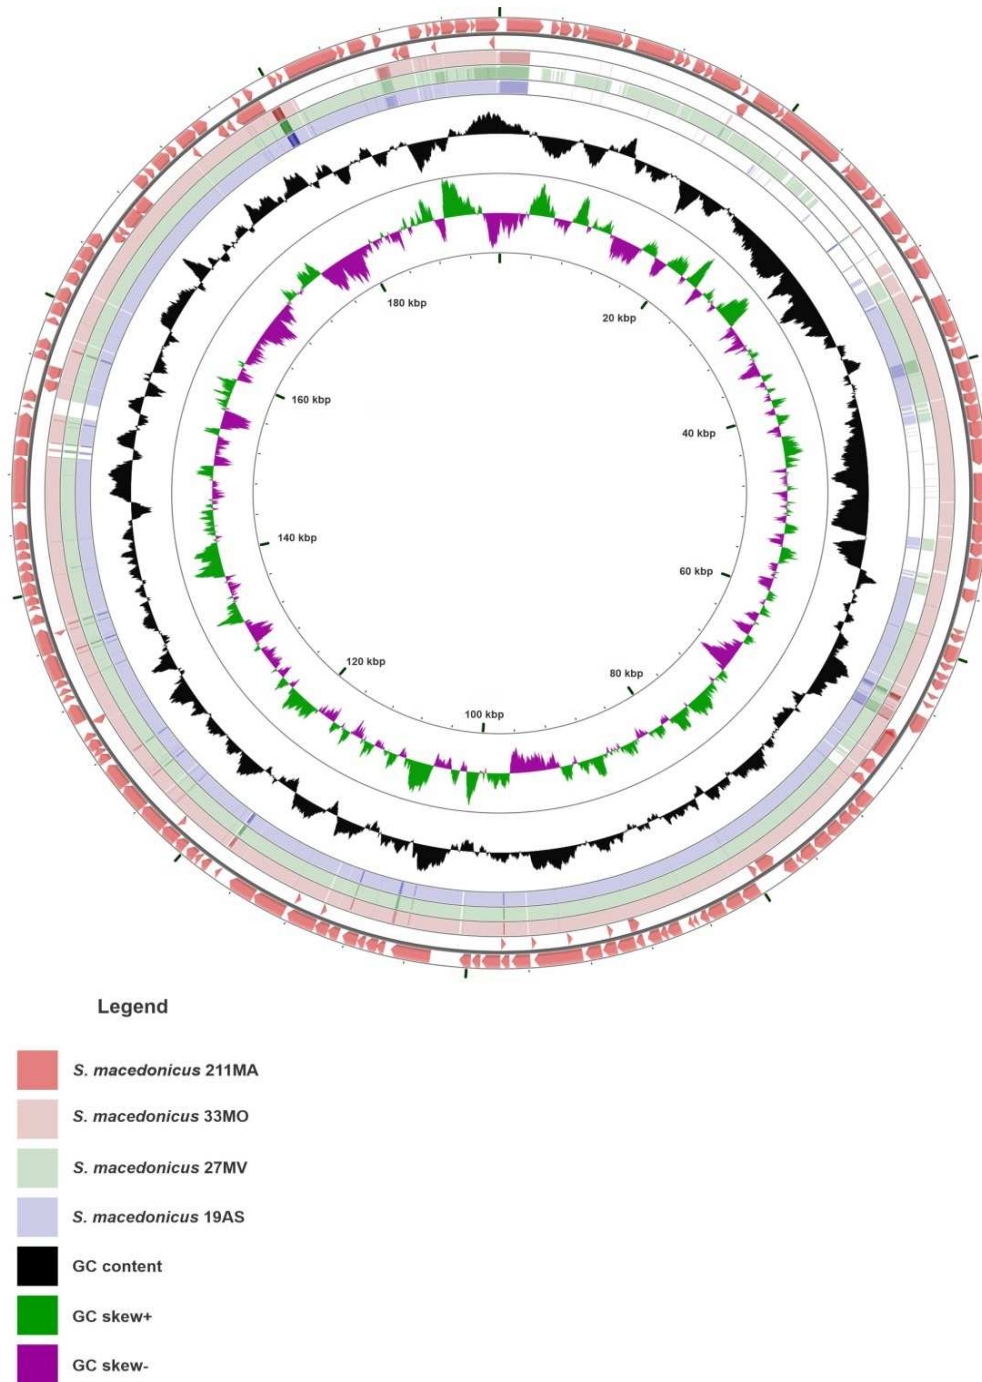 180 kbp
20 kbp
160 kbp
40 kbp
140 kbp
60 kbp
120 kbp
80 kbp
100 kbp
Legend
S. macedonicus 211MA
S. macedonicus 33MO
S. macedonicus 27MV
S. macedonicus 19AS
GC content
GC skew+
GC skew-